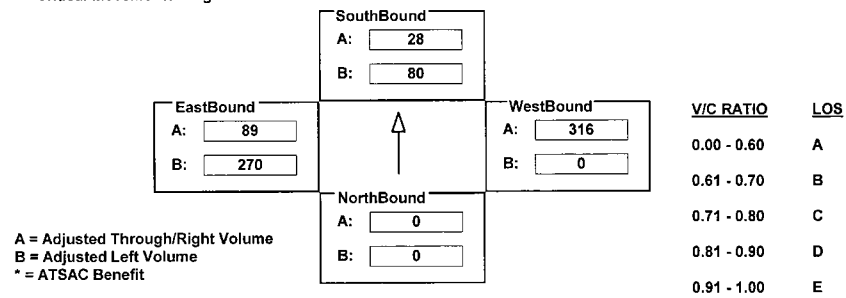 SouthBound
A: 28
B: 80
EastBound
A: 89
B: 270
WestBound
A: 316
B: 0
NorthBound
A: 0
B: 0
A = Adjusted Through/Right Volume
B = Adjusted Left Volume
* = ATSAC Benefit
V/C RATIO LOS
0.00 - 0.60 A
0.61 - 0.70 B
0.71 - 0.80 C
0.81 - 0.90 D
0.91 - 1.00 E